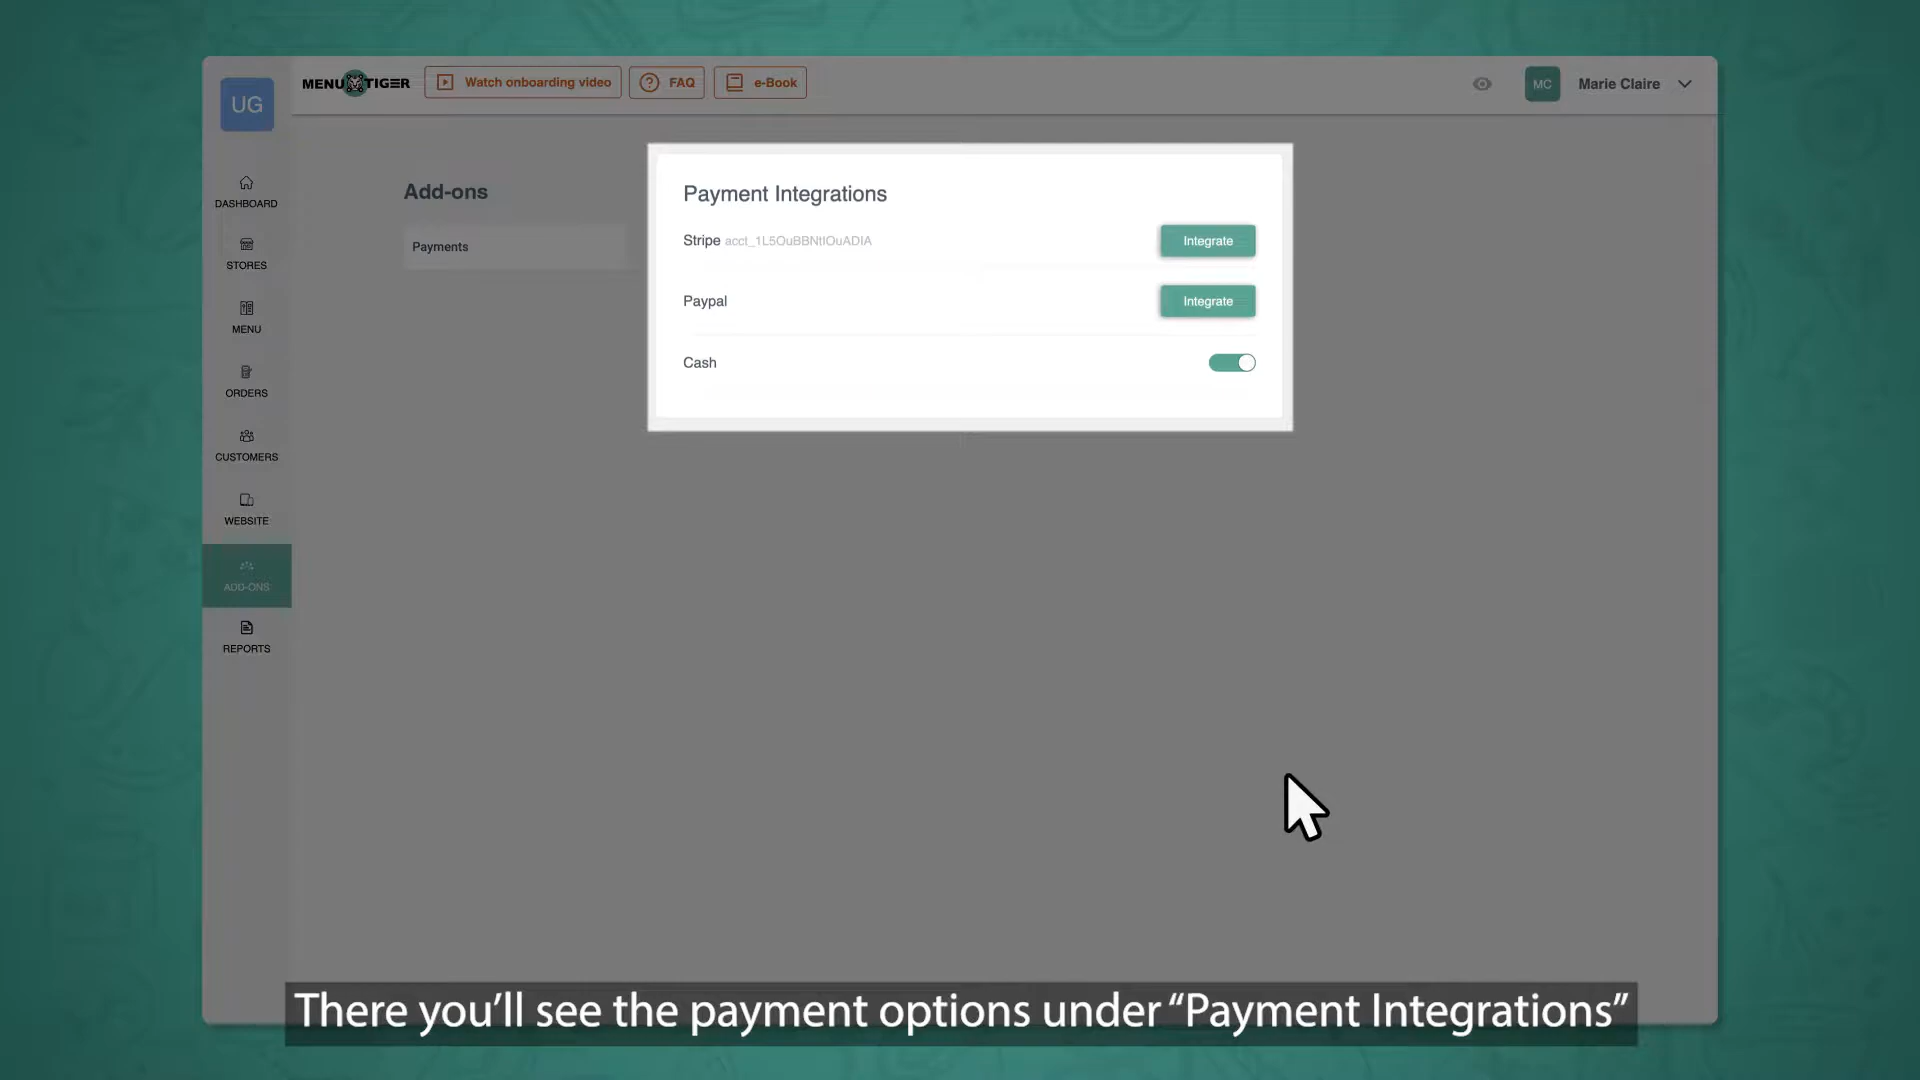 UG
MENU TIGER
Watch onboarding video
FAQ
e-Book
MC
Marie Claire
DASHBOARD
STORES
MENU
ORDERS
CUSTOMERS
WEBSITE
ADD-ONS
REPORTS
Add-ons
Payments
Payment Integrations
Stripe acct_1L5OuBBNtIOuADIA
Integrate
Paypal
Integrate
Cash
There you’ll see the payment options under “Payment Integrations”